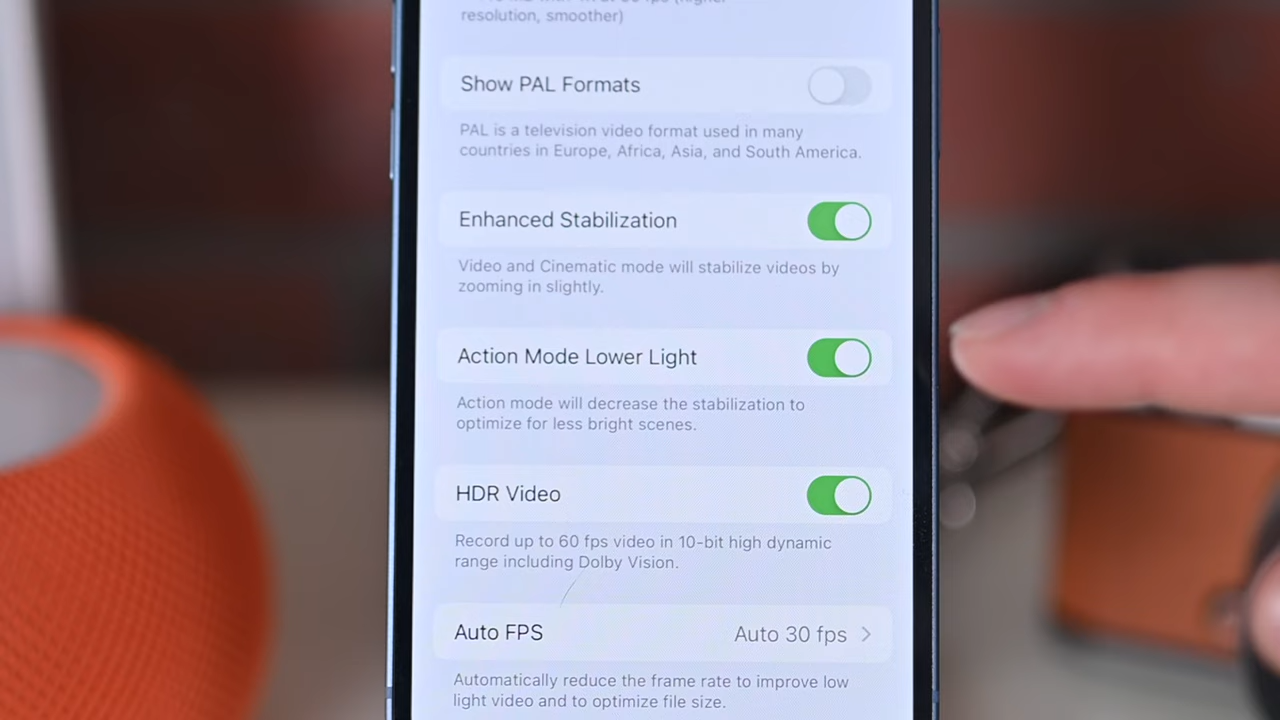 resolution, smoother)
Show PAL Formats
PAL is a television video format used in many
countries in Europe, Africa, Asia, and South America.
Enhanced Stabilization
Video and Cinematic mode will stabilize videos by
zooming in slightly.
Action Mode Lower Light
Action mode will decrease the stabilization to
optimize for less bright scenes.
HDR Video
Record up to 60 fps video in 10-bit high dynamic
range including Dolby Vision.
Auto FPS Auto 30 fps
Automatically reduce the frame rate to improve low
light video and to optimize file size.